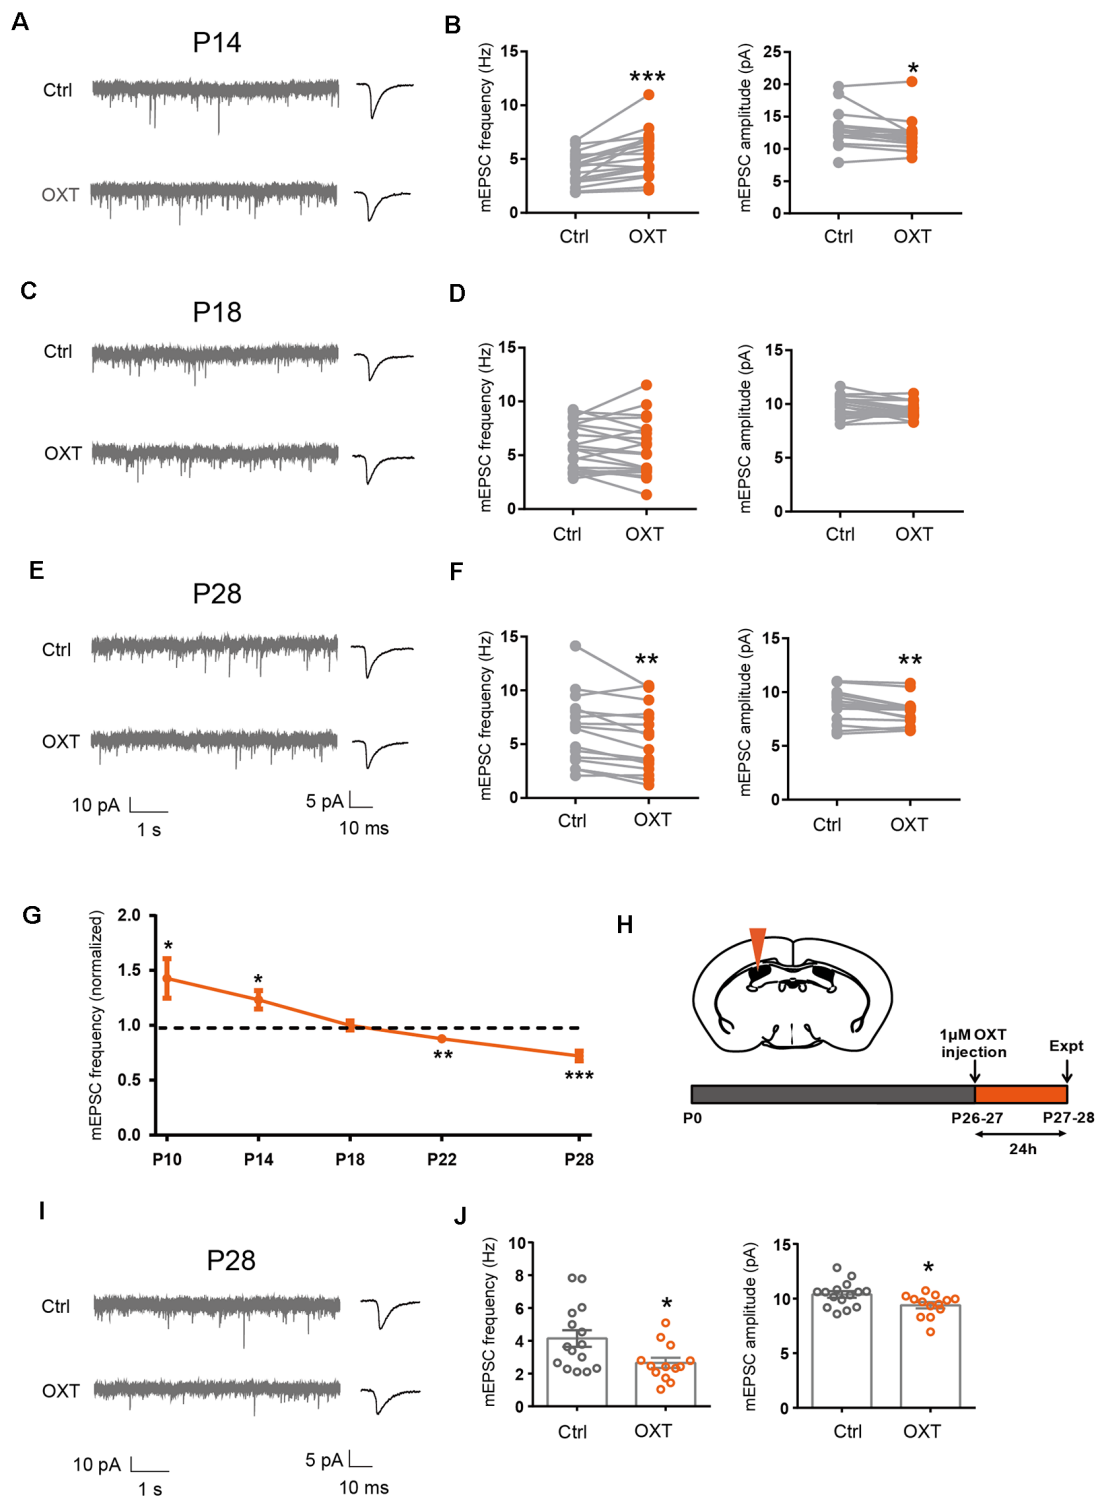 A
P14
Ctrl
OXT
B
mEPSC frequency (Hz)
15
10
5
0
***
Ctrl OXT
mEPSC amplitude (pA)
25
20
15
10
5
0
*
Ctrl OXT
C
P18
Ctrl
OXT
D
mEPSC frequency (Hz)
15
10
5
0
Ctrl OXT
mEPSC amplitude (pA)
15
10
5
0
Ctrl OXT
E
P28
Ctrl
OXT
10 pA
1 s
5 pA
10 ms
F
mEPSC frequency (Hz)
15
10
5
0
**
Ctrl OXT
mEPSC amplitude (pA)
15
10
5
0
**
Ctrl OXT
G
mEPSC frequency (normalized)
2.0
1.5
1.0
0.5
0.0
*
*
**
***
P10 P14 P18 P22 P28
H
1µM OXT
injection
Expt
P0 P26-27 P27-28
24h
I
P28
Ctrl
OXT
10 pA
1 s
5 pA
10 ms
J
mEPSC frequency (Hz)
10
8
6
4
2
0
*
Ctrl OXT
mEPSC amplitude (pA)
15
10
5
0
*
Ctrl OXT